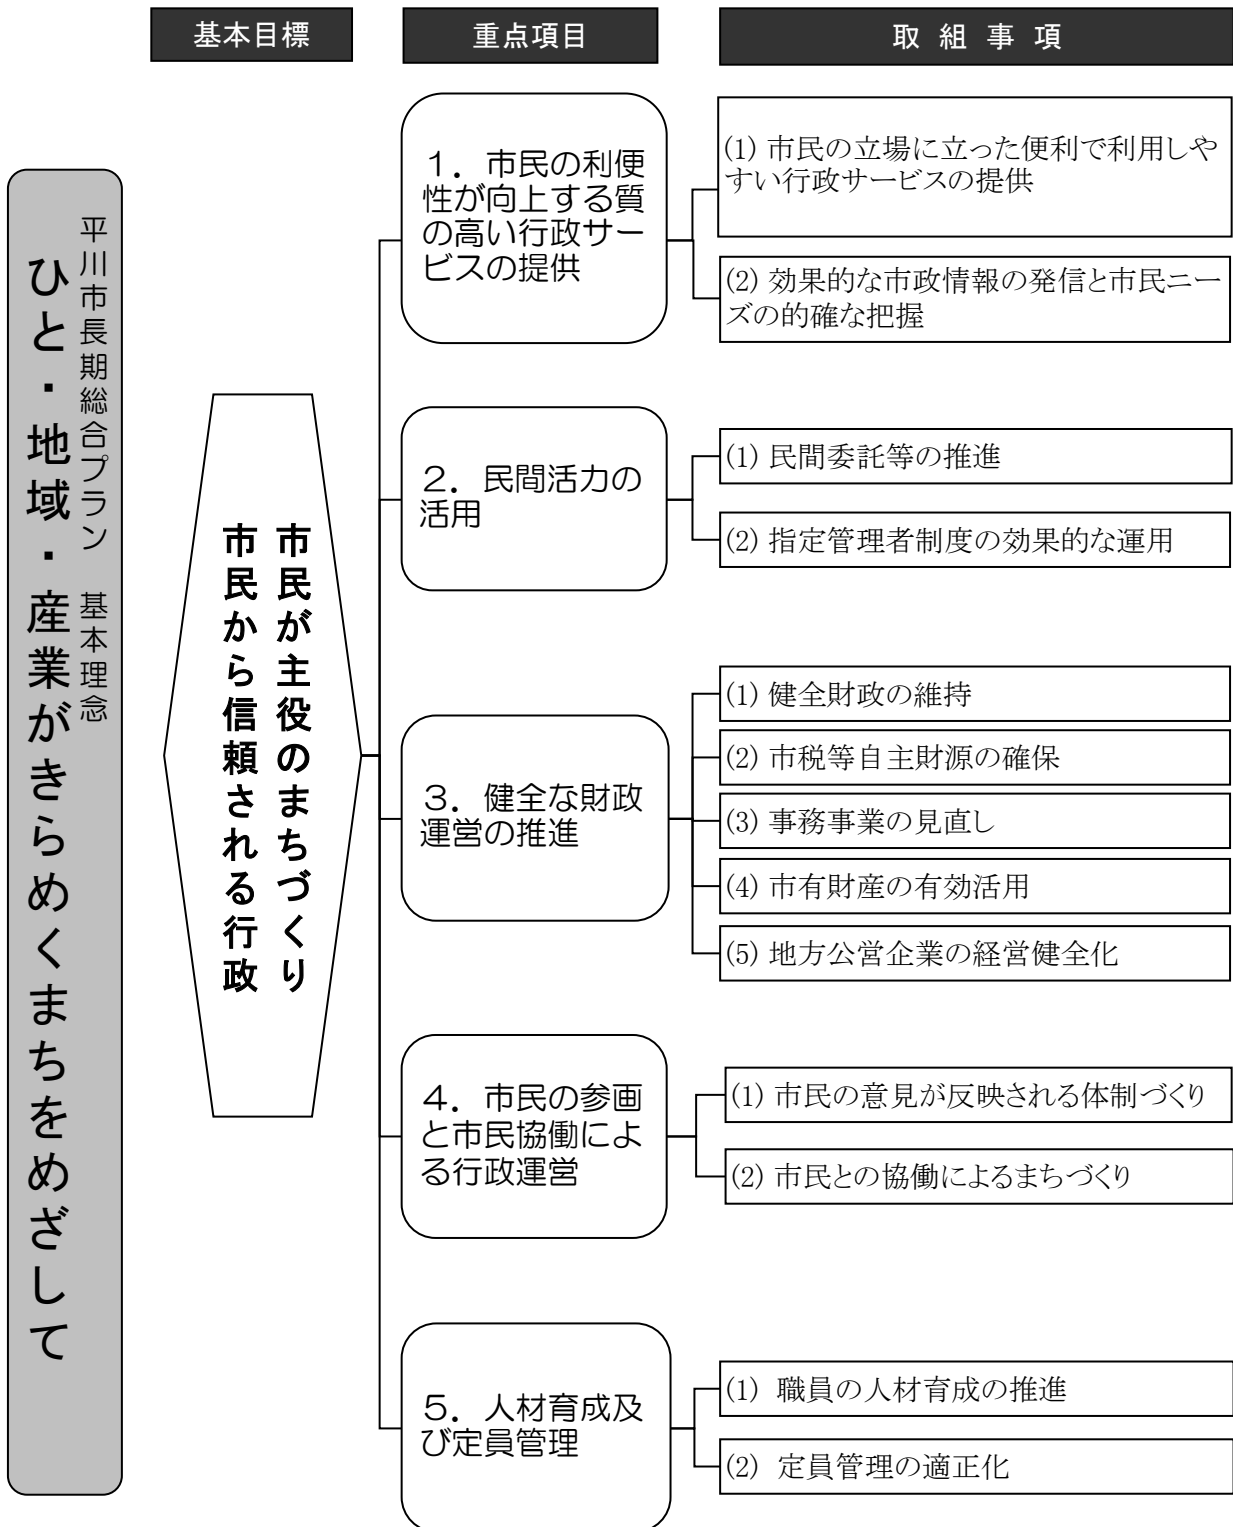 基本目標
重点項目
取組事項
平川市長期総合プラン　基本理念
ひと・地域・産業がきらめくまちをめざして
市民が主役のまちづくり
市民から信頼される行政
１．市民の利便
性が向上する質
の高い行政サー
ビスの提供
(1) 市民の立場に立った便利で利用しや
すい行政サービスの提供
(2) 効果的な市政情報の発信と市民ニー
ズの的確な把握
２．民間活力の
活用
(1) 民間委託等の推進
(2) 指定管理者制度の効果的な運用
３．健全な財政
運営の推進
(1) 健全財政の維持
(2) 市税等自主財源の確保
(3) 事務事業の見直し
(4) 市有財産の有効活用
(5) 地方公営企業の経営健全化
４．市民の参画
と市民協働によ
る行政運営
(1) 市民の意見が反映される体制づくり
(2) 市民との協働によるまちづくり
５．人材育成及
び定員管理
(1) 職員の人材育成の推進
(2) 定員管理の適正化